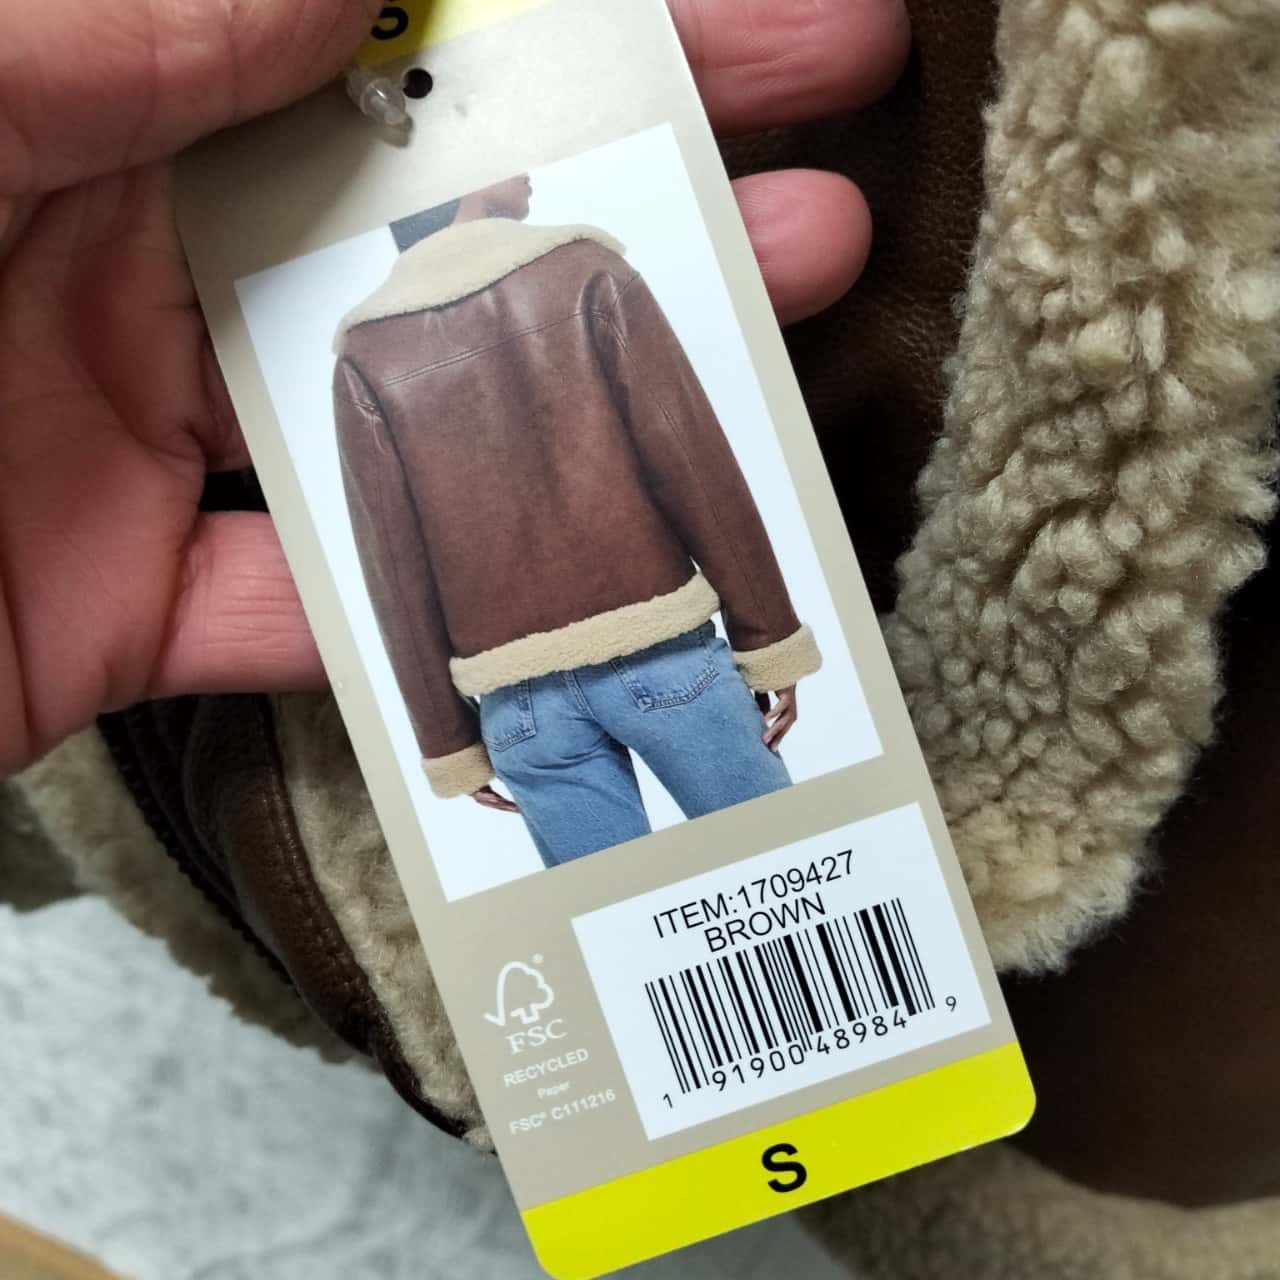 S
ITEM:1709427
BROWN
1 91900 48984 9
FSC®
RECYCLED
Paper
FSC® C111216
S